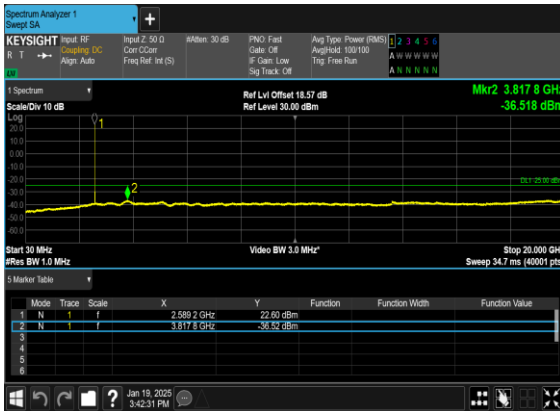 Spectrum Analyzer 1
Swept SA
KEYSIGHT
R T
Input: RF
Coupling: DC
Align: Auto
Input Z: 50 Ω
Corr CCorr
Freq Ref: Int (S)
#Atten: 30 dB
PNO: Fast
Gate: Off
IF Gain: Low
Sig Track: Off
Avg Type: Power (RMS)
Avg|Hold: 100/100
Trig: Free Run
1 2 3 4 5 6
A W W W W W
A N N N N N
1 Spectrum
Scale/Div 10 dB
Ref Lvl Offset 18.57 dB
Ref Level 30.00 dBm
Mkr2 3.817 8 GHz
-36.518 dBm
Log
20.0
10.0
0.00
-10.0
-20.0
-30.0
-40.0
-50.0
-60.0
1
2
DL1 -25.00 dBm
Start 30 MHz
#Res BW 1.0 MHz
Video BW 3.0 MHz*
Stop 20.000 GHz
Sweep 34.7 ms (40001 pts)
5 Marker Table
Mode Trace Scale X Y Function Function Width Function Value
1 N 1 f 2.589 2 GHz 22.60 dBm
2 N 1 f 3.817 8 GHz -36.52 dBm
3
4
5
6
?
Jan 19, 2025
3:42:31 PM